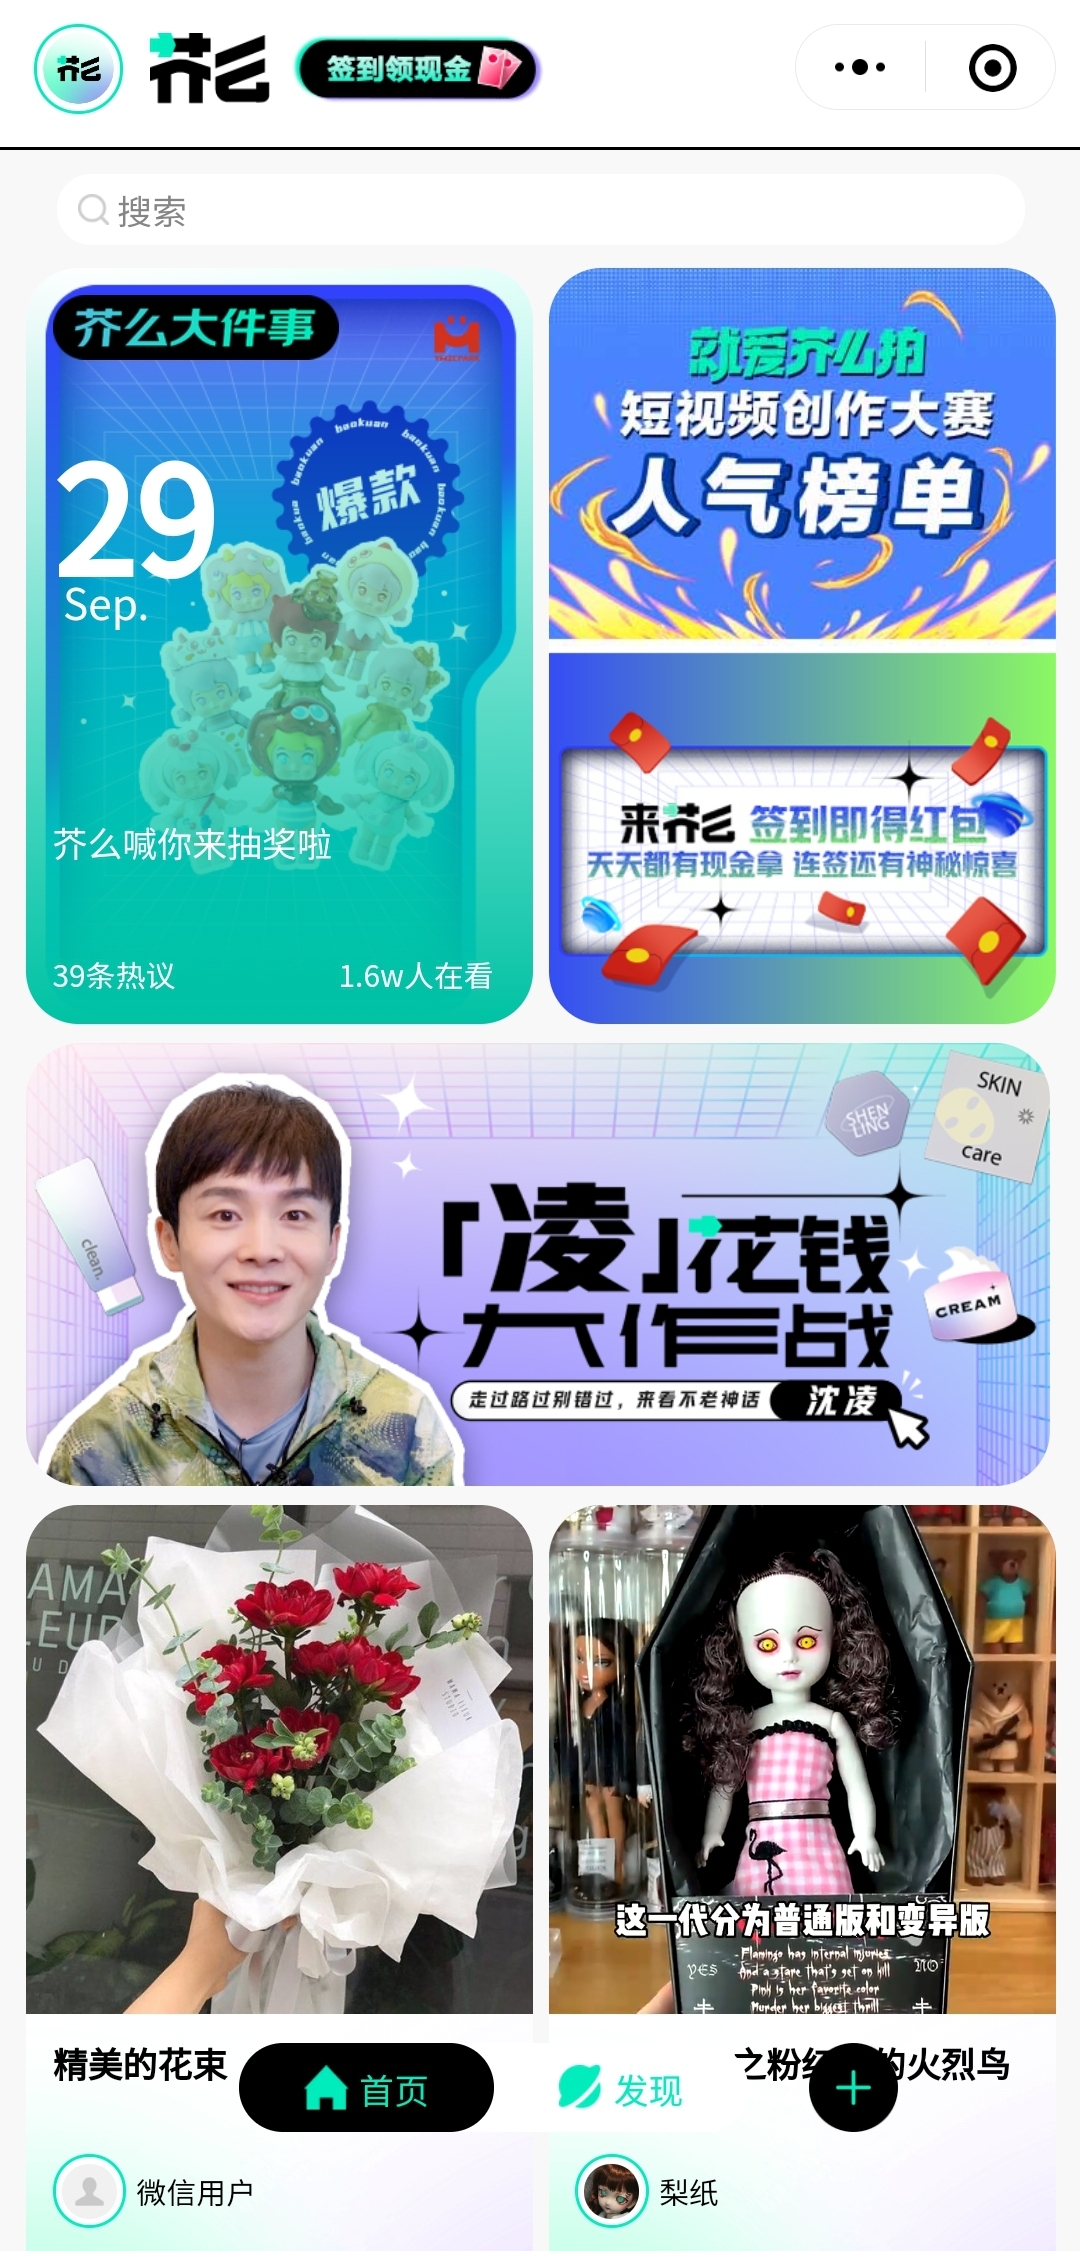 芥么
芥么
签到领现金
搜索
芥么大件事
29
Sep.
baokuan
baokuan
baokuan
baokuan
爆款
芥么喊你来抽奖啦
39条热议
1.6w人在看
就爱芥么拍
短视频创作大赛
人气榜单
来芥么 签到即得红包
天天都有现金拿 连签还有神秘惊喜
clean.
SHEN
LING
SKIN
care
「凌」花钱
大作战
CREAM
走过路过别错过，来看不老神话
沈凌
这一代分为普通版和变异版
Flamingo has internal injuries
And a stare that's set on kill
Pink is her favorite color
Murder her biggest thrill
YES
NO
精美的花束
之粉红
的火烈鸟
首页
发现
微信用户
梨纸